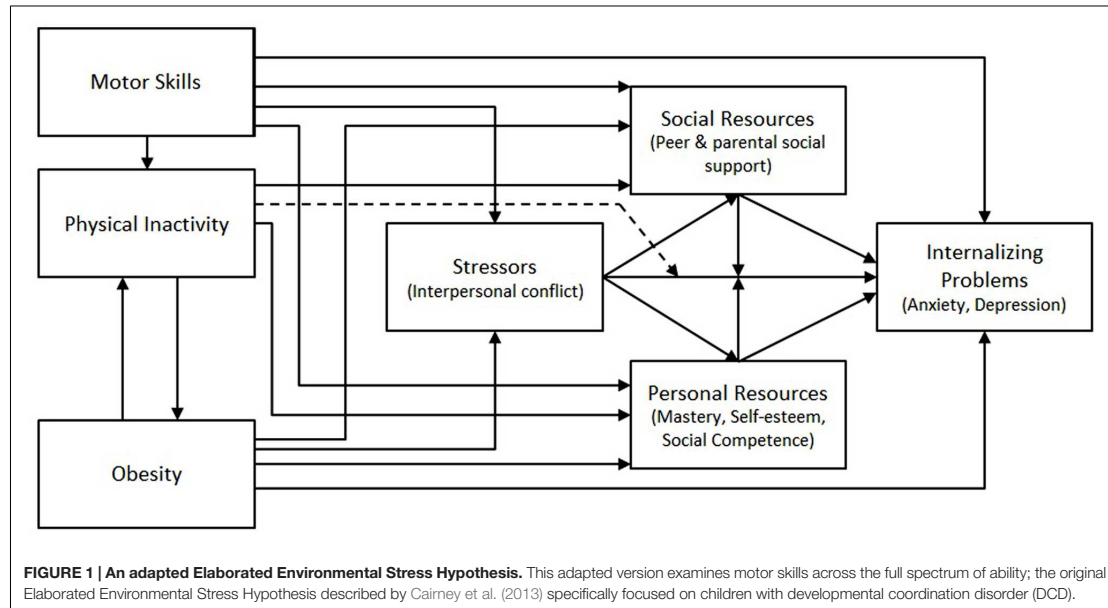 Motor Skills
Social Resources
(Peer & parental social
support)
Physical Inactivity
Stressors
(Interpersonal conflict)
Internalizing
Problems
(Anxiety, Depression)
Personal Resources
(Mastery, Self-esteem,
Social Competence)
Obesity
FIGURE 1 | An adapted Elaborated Environmental Stress Hypothesis. This adapted version examines motor skills across the full spectrum of ability; the original
Elaborated Environmental Stress Hypothesis described by Cairney et al. (2013) specifically focused on children with developmental coordination disorder (DCD).